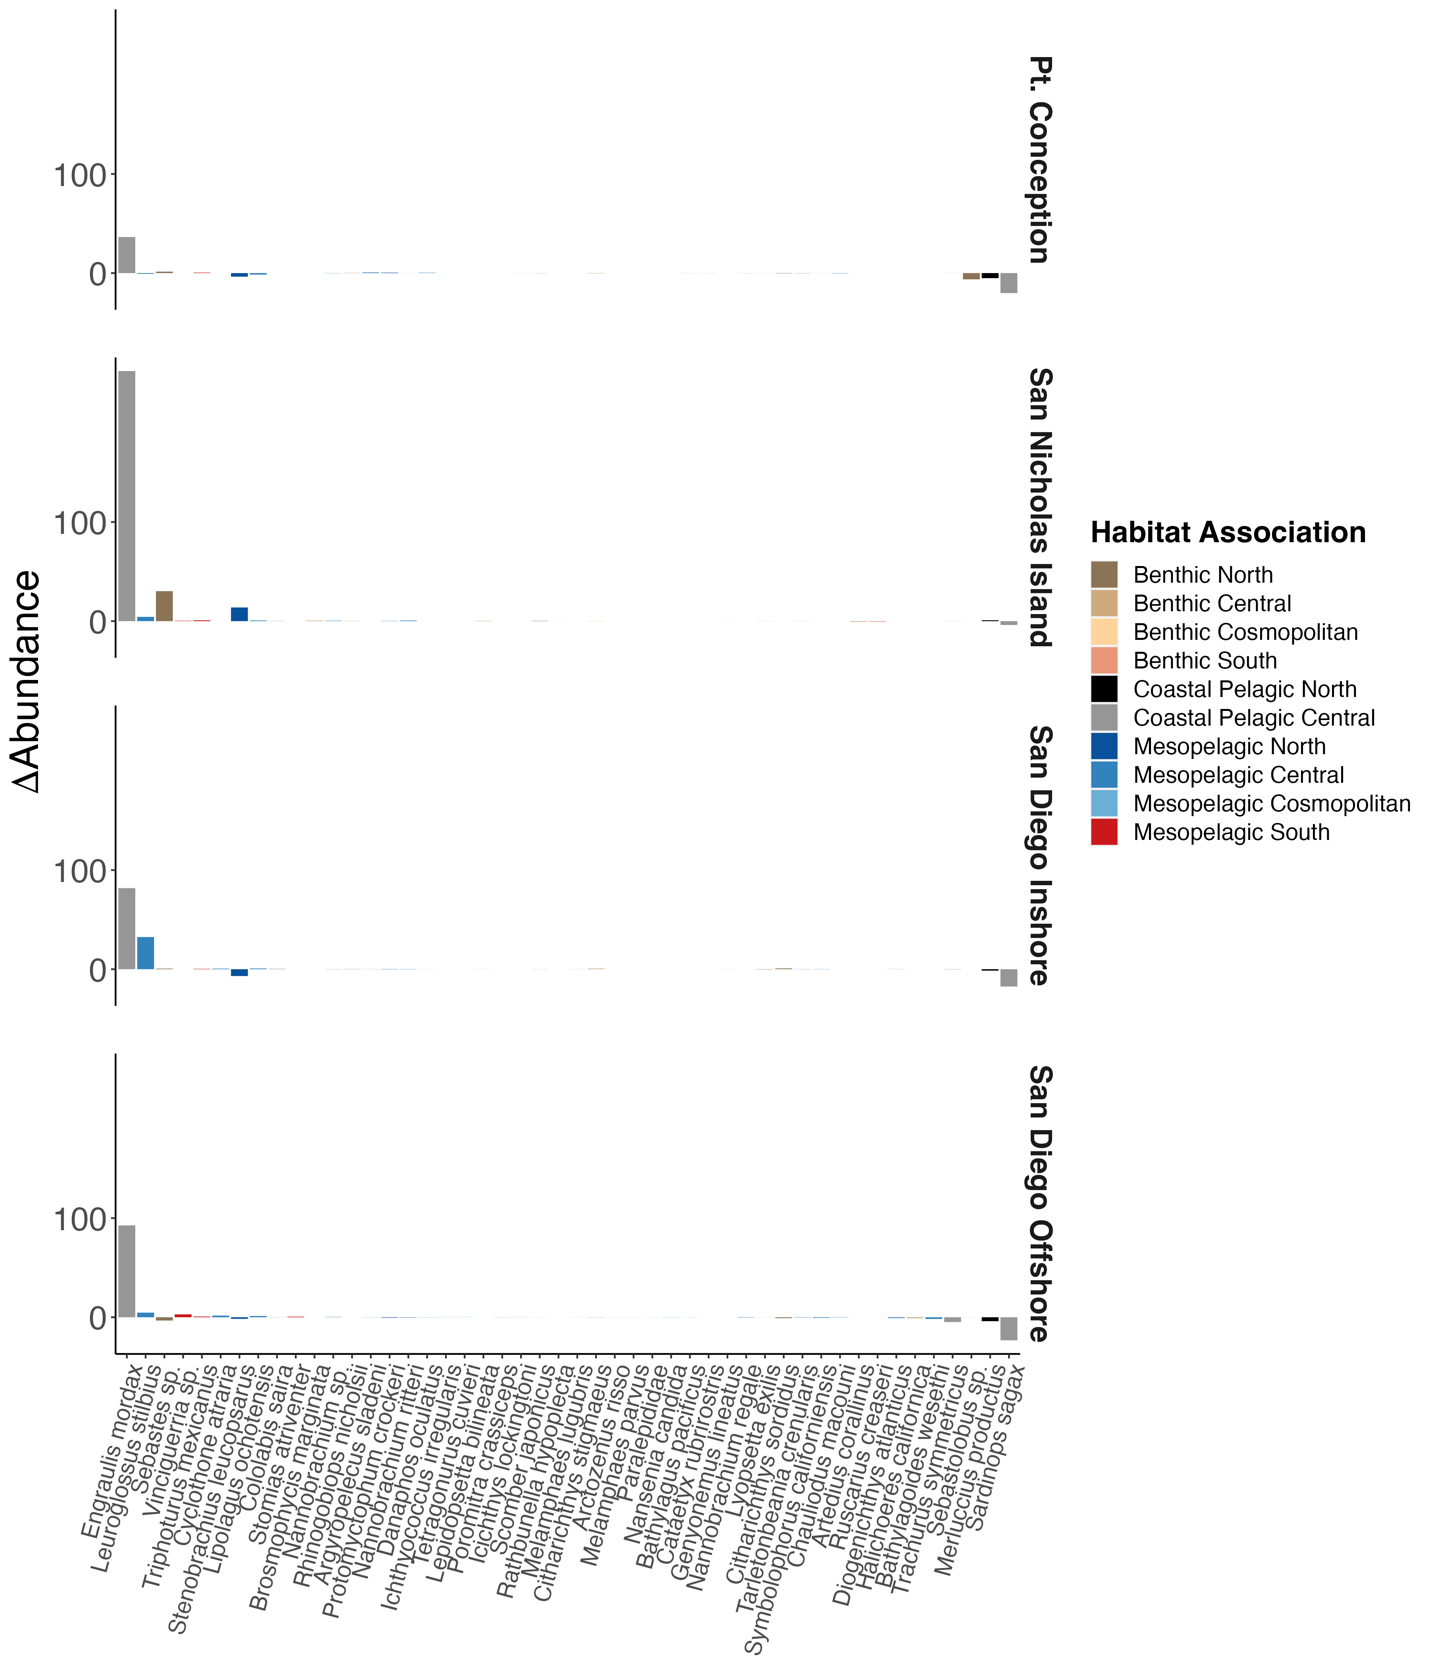 ΔAbundance
Pt. Conception
100
0
San Nicholas Island
100
0
San Diego Inshore
100
0
San Diego Offshore
100
0
Engraulis mordax
Leuroglossus stilbius
Sebastes sp.
Vinciguerria sp.
Triphoturus mexicanus
Cyclothone atraria
Stenobrachius leucopsarus
Lipolagus ochotensis
Cololabis saira
Stomias atriventer
Brosmophycis marginata
Nannobrachium sp.
Rhinogobiops nicholsii
Argyropelecus sladeni
Protomyctophum crockeri
Nannobrachium ritteri
Danaphos oculatus
Ichthyococcus irregularis
Tetragonurus cuvieri
Lepidopsetta bilineata
Poromitra crassiceps
Icichthys lockingtoni
Scomber japonicus
Rathbunella hypoplecta
Melamphaes lugubris
Citharichthys stigmaeus
Arctozenus risso
Melamphaes parvus
Paralepididae
Nansenia candida
Bathylagus pacificus
Cataetyx rubrirostris
Genyonemus lineatus
Nannobrachium regale
Lyopsetta exilis
Citharichthys sordidus
Tarletonbeania crenularis
Symbolophorus californiensis
Chauliodus macouni
Artedius corallinus
Ruscarius creaseri
Diogenichthys atlanticus
Halichoeres californica
Bathylagoides wesethi
Trachurus symmetricus
Sebastolobus sp.
Merluccius productus
Sardinops sagax
Habitat Association
Benthic North
Benthic Central
Benthic Cosmopolitan
Benthic South
Coastal Pelagic North
Coastal Pelagic Central
Mesopelagic North
Mesopelagic Central
Mesopelagic Cosmopolitan
Mesopelagic South